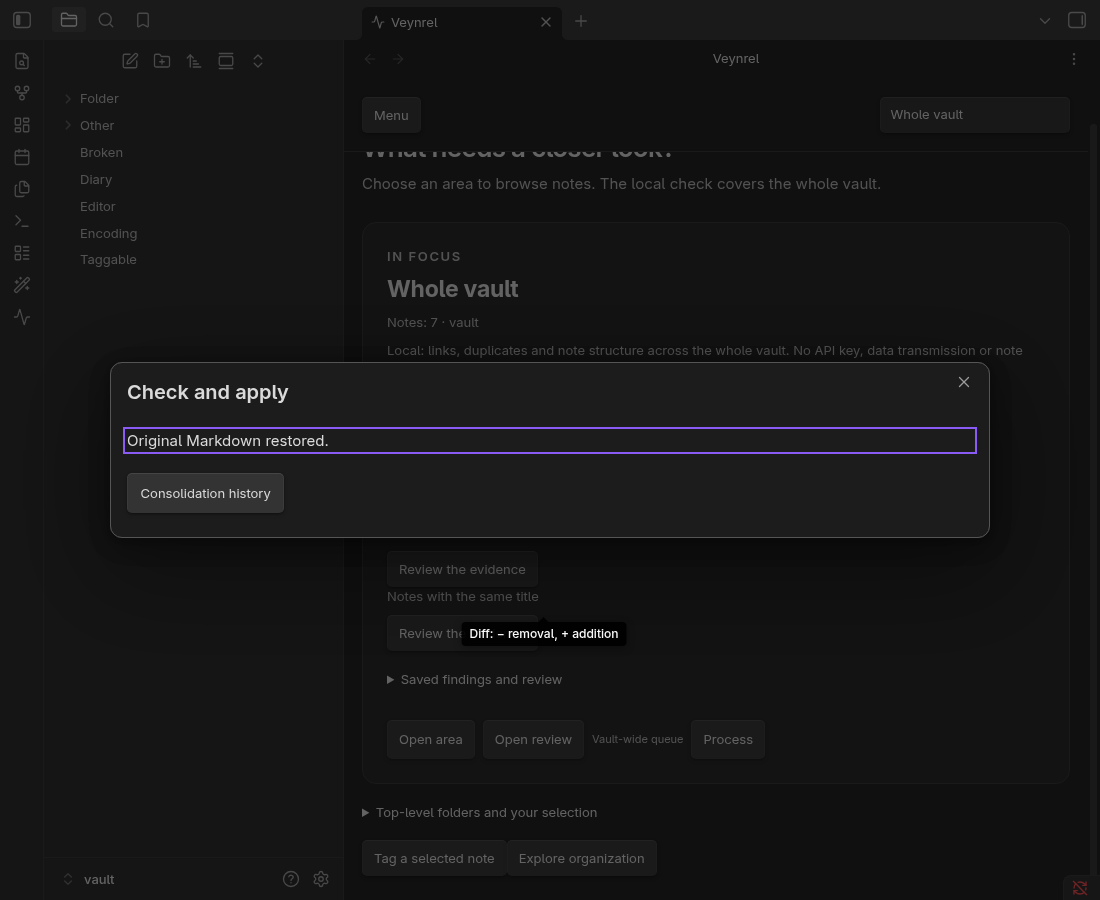 Veynrel
Veynrel
Menu
Whole vault
What needs a closer look?
Choose an area to browse notes. The local check covers the whole vault.
Folder
Other
Broken
Diary
Editor
Encoding
Taggable
IN FOCUS
Whole vault
Notes: 7 · vault
Local: links, duplicates and note structure across the whole vault. No API key, data transmission or note
Check and apply
Original Markdown restored.
Consolidation history
Review the evidence
Notes with the same title
Review the
Diff: − removal, + addition
Saved findings and review
Open area
Open review
Vault-wide queue
Process
Top-level folders and your selection
Tag a selected note
Explore organization
vault